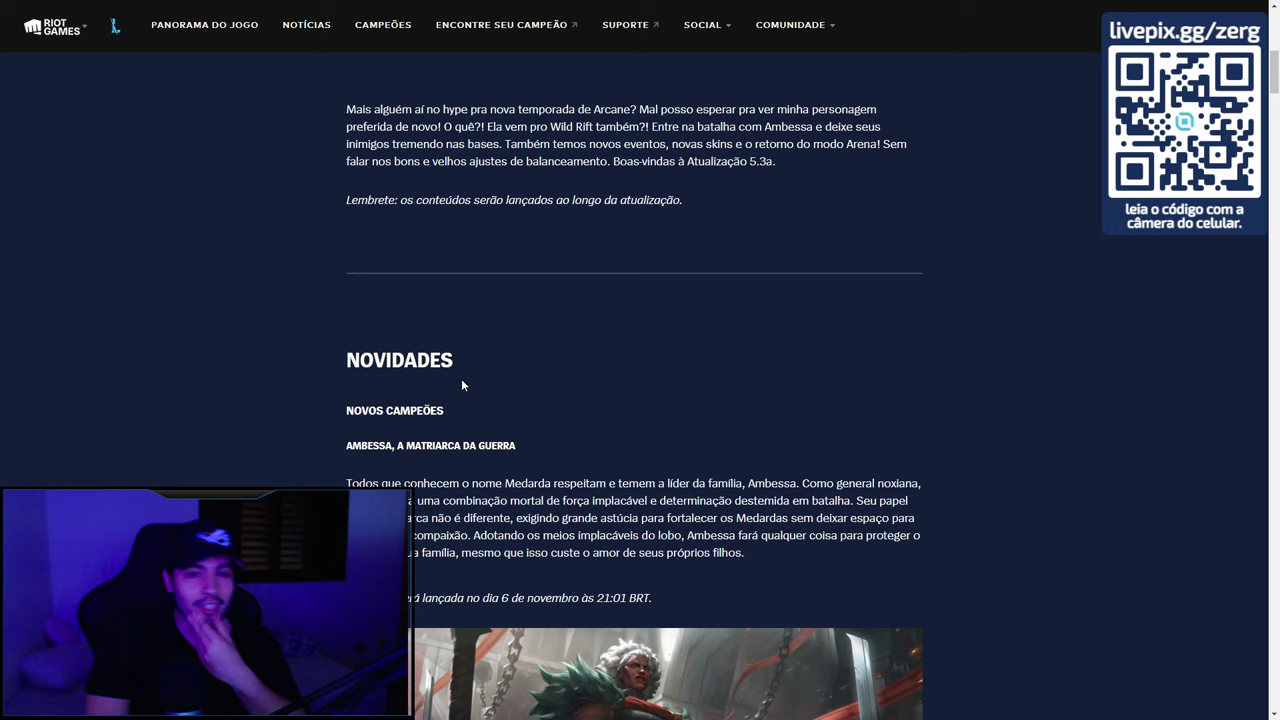 RIOT
GAMES
PANORAMA DO JOGO
NOTÍCIAS
CAMPEÕES
ENCONTRE SEU CAMPEÃO
SUPORTE
SOCIAL
COMUNIDADE
livepix.gg/zerg
leia o código com a
câmera do celular.
Mais alguém aí no hype pra nova temporada de Arcane? Mal posso esperar pra ver minha personagem
preferida de novo! O quê?! Ela vem pro Wild Rift também?! Entre na batalha com Ambessa e deixe seus
inimigos tremendo nas bases. Também temos novos eventos, novas skins e o retorno do modo Arena! Sem
falar nos bons e velhos ajustes de balanceamento. Boas-vindas à Atualização 5.3a.
Lembrete: os conteúdos serão lançados ao longo da atualização.
NOVIDADES
NOVOS CAMPEÕES
AMBESSA, A MATRIARCA DA GUERRA
Todos que conhecem o nome Medarda respeitam e temem a líder da família, Ambessa. Como general noxiana,
uma combinação mortal de força implacável e determinação destemida em batalha. Seu papel
rca não é diferente, exigindo grande astúcia para fortalecer os Medardas sem deixar espaço para
compaixão. Adotando os meios implacáveis do lobo, Ambessa fará qualquer coisa para proteger o
a família, mesmo que isso custe o amor de seus próprios filhos.
rá lançada no dia 6 de novembro às 21:01 BRT.